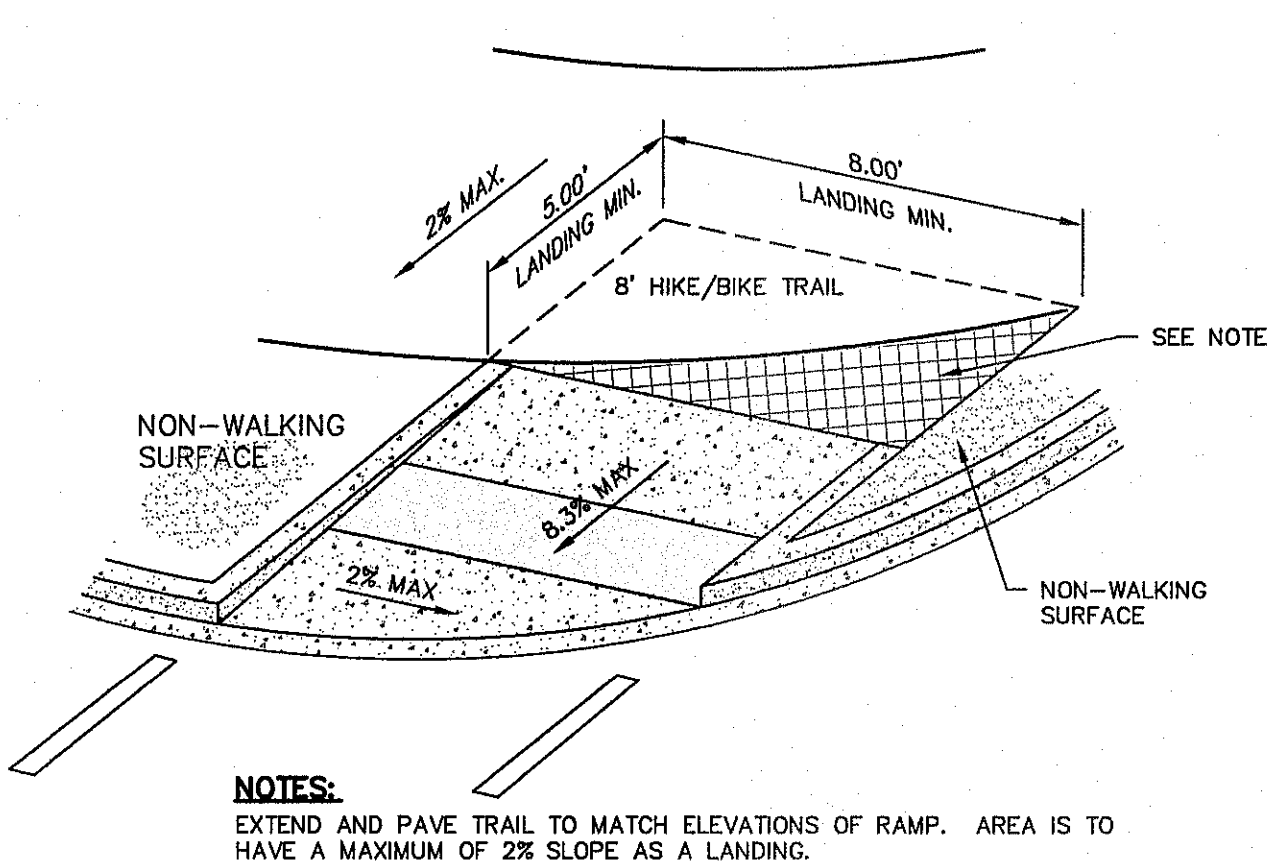 2% MAX.
5.00'
LANDING MIN.
8.00'
LANDING MIN.
8' HIKE/BIKE TRAIL
SEE NOTE
NON-WALKING
SURFACE
8.3% MAX
2% MAX
NON-WALKING
SURFACE
NOTES:
EXTEND AND PAVE TRAIL TO MATCH ELEVATIONS OF RAMP. AREA IS TO
HAVE A MAXIMUM OF 2% SLOPE AS A LANDING.